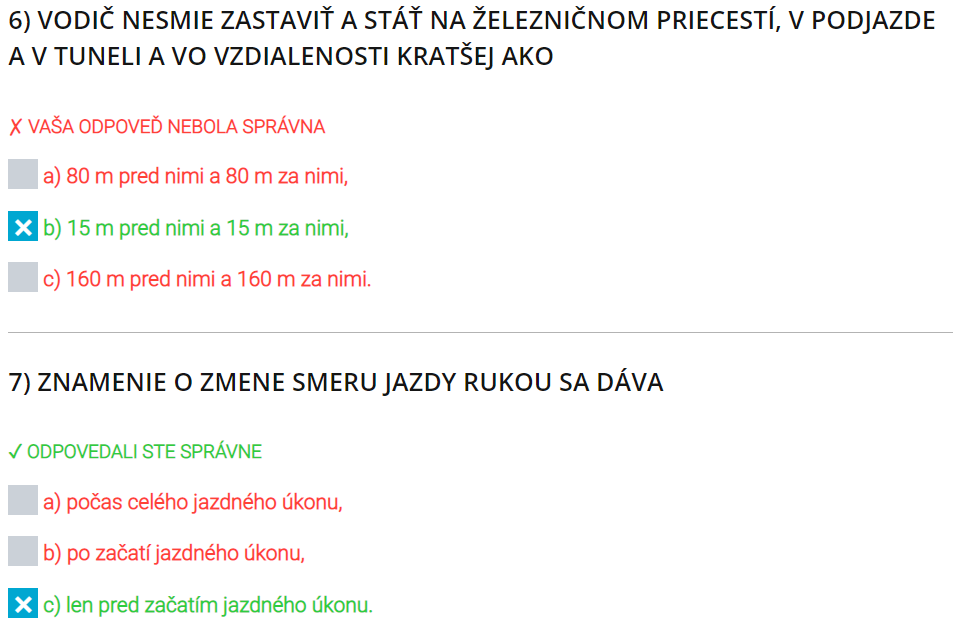 6) VODIČ NESMIE ZASTAVIŤ A STÁŤ NA ŽELEZNIČNOM PRIECESTÍ, V PODJAZDE
A V TUNELI A VO VZDIALENOSTI KRATŠEJ AKO
✗ VAŠA ODPOVEĎ NEBOLA SPRÁVNA
a) 80 m pred nimi a 80 m za nimi,
b) 15 m pred nimi a 15 m za nimi,
c) 160 m pred nimi a 160 m za nimi.
7) ZNAMENIE O ZMENE SMERU JAZDY RUKOU SA DÁVA
✓ ODPOVEDALI STE SPRÁVNE
a) počas celého jazdného úkonu,
b) po začatí jazdného úkonu,
c) len pred začatím jazdného úkonu.